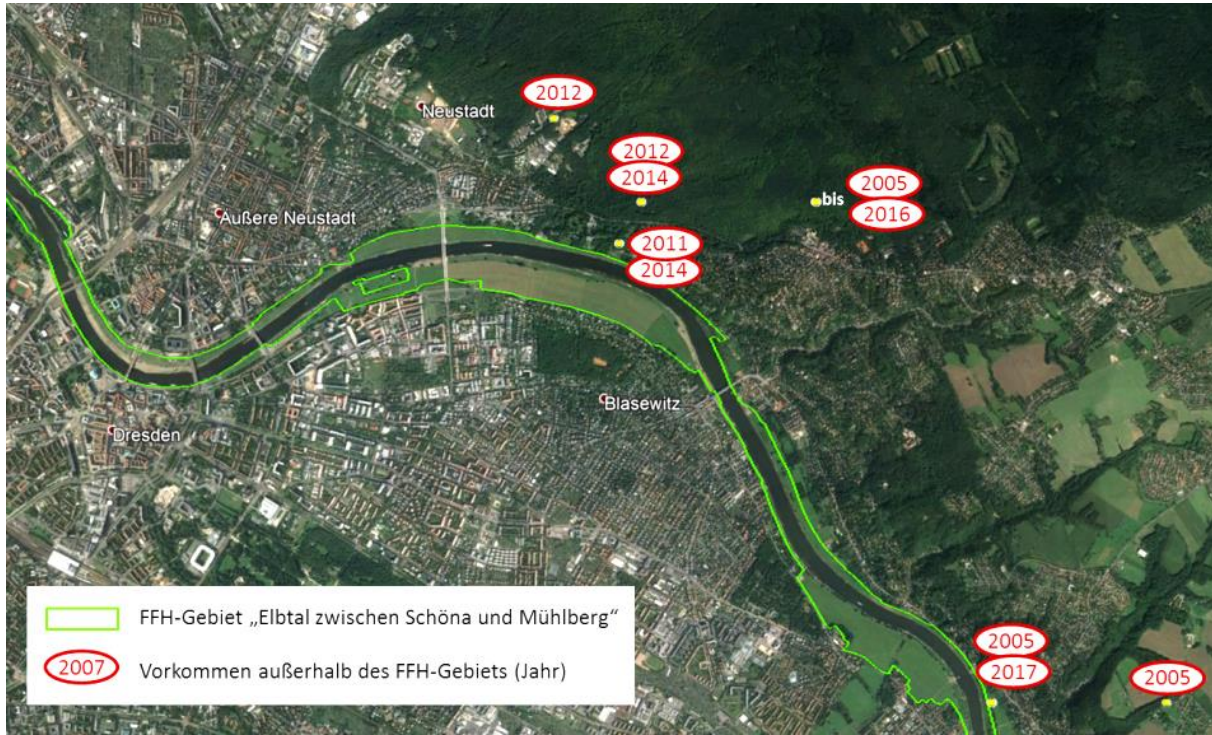 2012
Neustadt
2012
2014
bis
2005
2016
Äußere Neustadt
2011
2014
Blasewitz
Dresden
FFH-Gebiet „Elbtal zwischen Schöna und Mühlberg“
2007 Vorkommen außerhalb des FFH-Gebiets (Jahr)
2005
2017
2005